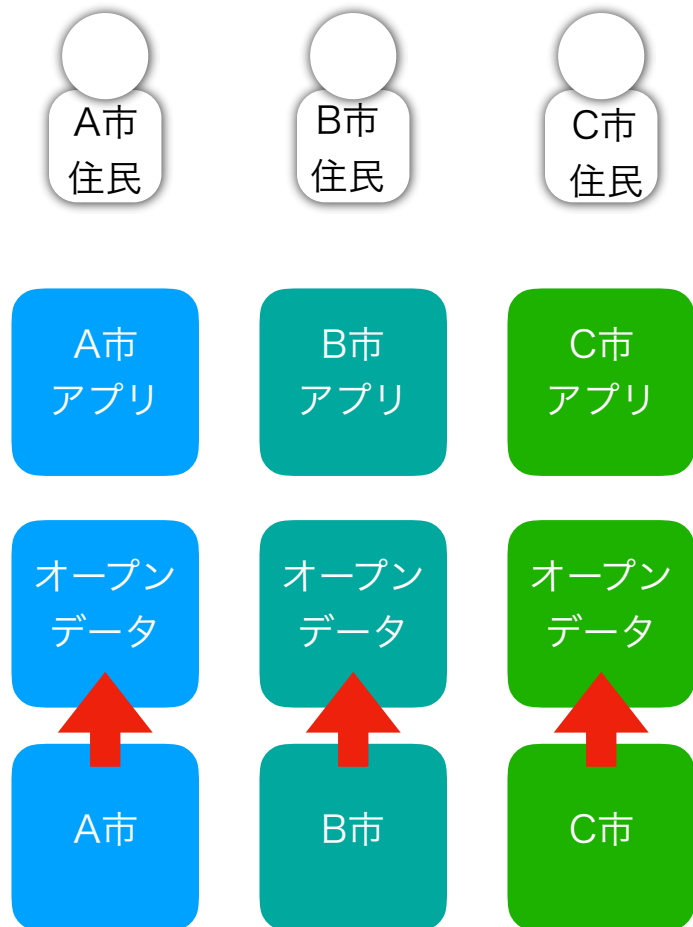 A市
住民
B市
住民
C市
住民
A市
アプリ
B市
アプリ
C市
アプリ
オープン
データ
オープン
データ
オープン
データ
A市
B市
C市